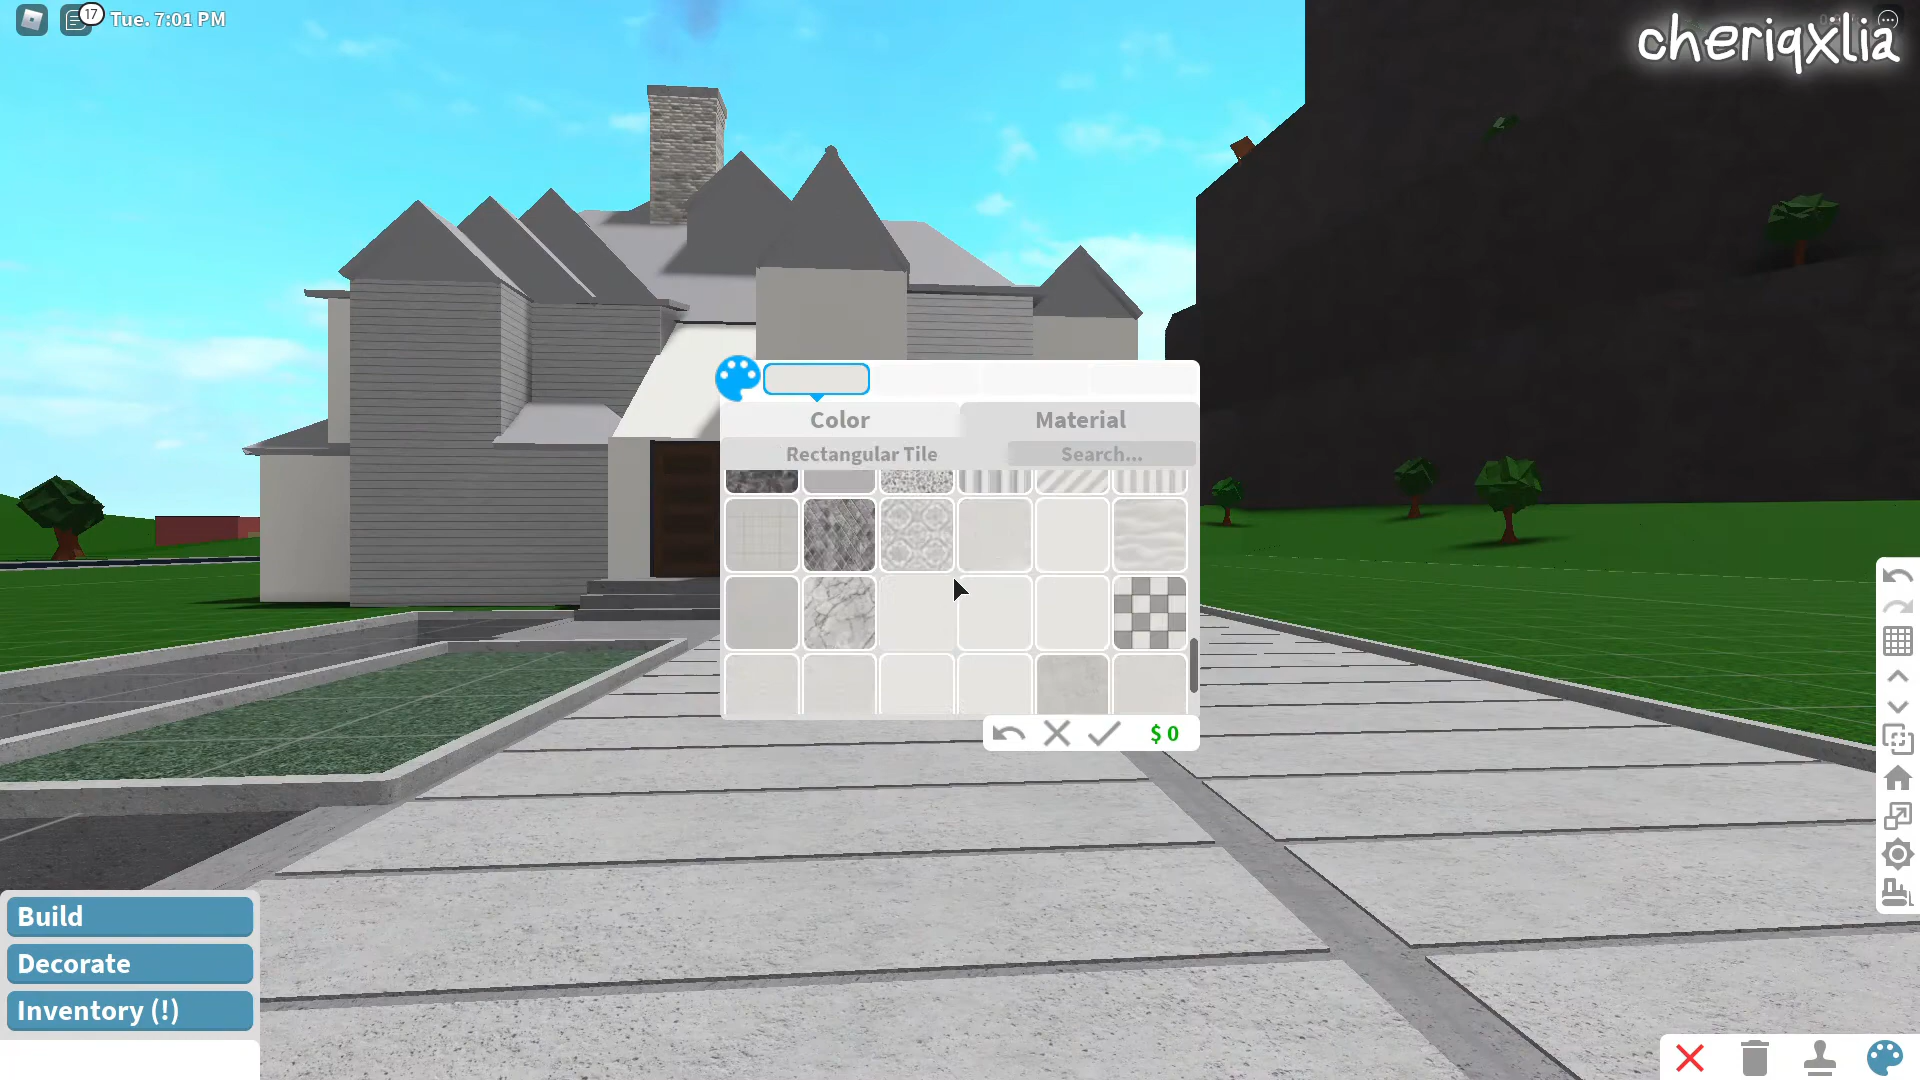 17
Tue. 7:01 PM
cheriqxlia
Color
Material
Rectangular Tile
Search...
$ 0
Build
Decorate
Inventory (!)